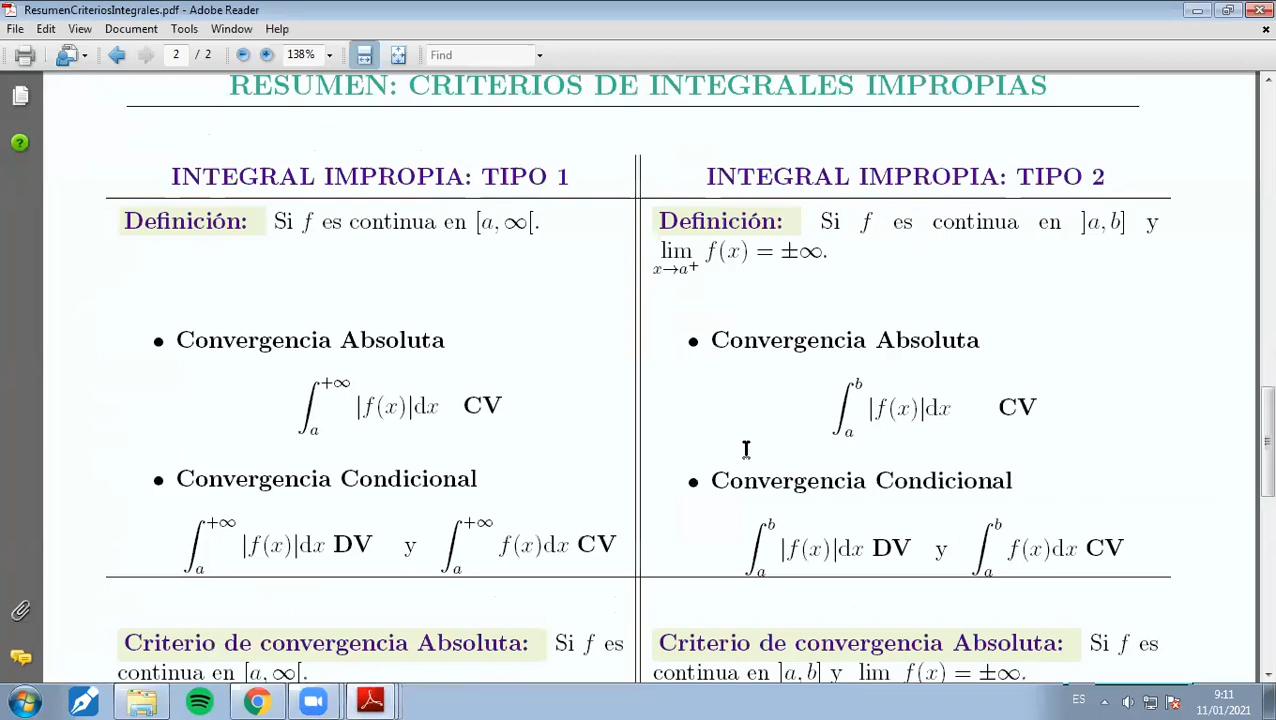 ResumenCriteriosIntegrales.pdf - Adobe Reader
File Edit View Document Tools Window Help
2 / 2 138% Find
RESUMEN: CRITERIOS DE INTEGRALES IMPROPIAS
INTEGRAL IMPROPIA: TIPO 1
Definición: Si f es continua en [a, ∞[.
• Convergencia Absoluta
∫_a^{+∞} |f(x)|dx CV
• Convergencia Condicional
∫_a^{+∞} |f(x)|dx DV y ∫_a^{+∞} f(x)dx CV
Criterio de convergencia Absoluta: Si f es
continua en [a, ∞[.
INTEGRAL IMPROPIA: TIPO 2
Definición: Si f es continua en ]a, b] y
lim_{x→a^+} f(x) = ±∞.
• Convergencia Absoluta
∫_a^b |f(x)|dx CV
• Convergencia Condicional
∫_a^b |f(x)|dx DV y ∫_a^b f(x)dx CV
Criterio de convergencia Absoluta: Si f es
continua en ]a, b] y lim f(x) = ±∞.
ES
9:11
11/01/2021